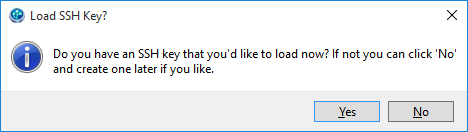 Load SSH Key?
Do you have an SSH key that you'd like to load now? If not you can click 'No'
and create one later if you like.
Yes
No